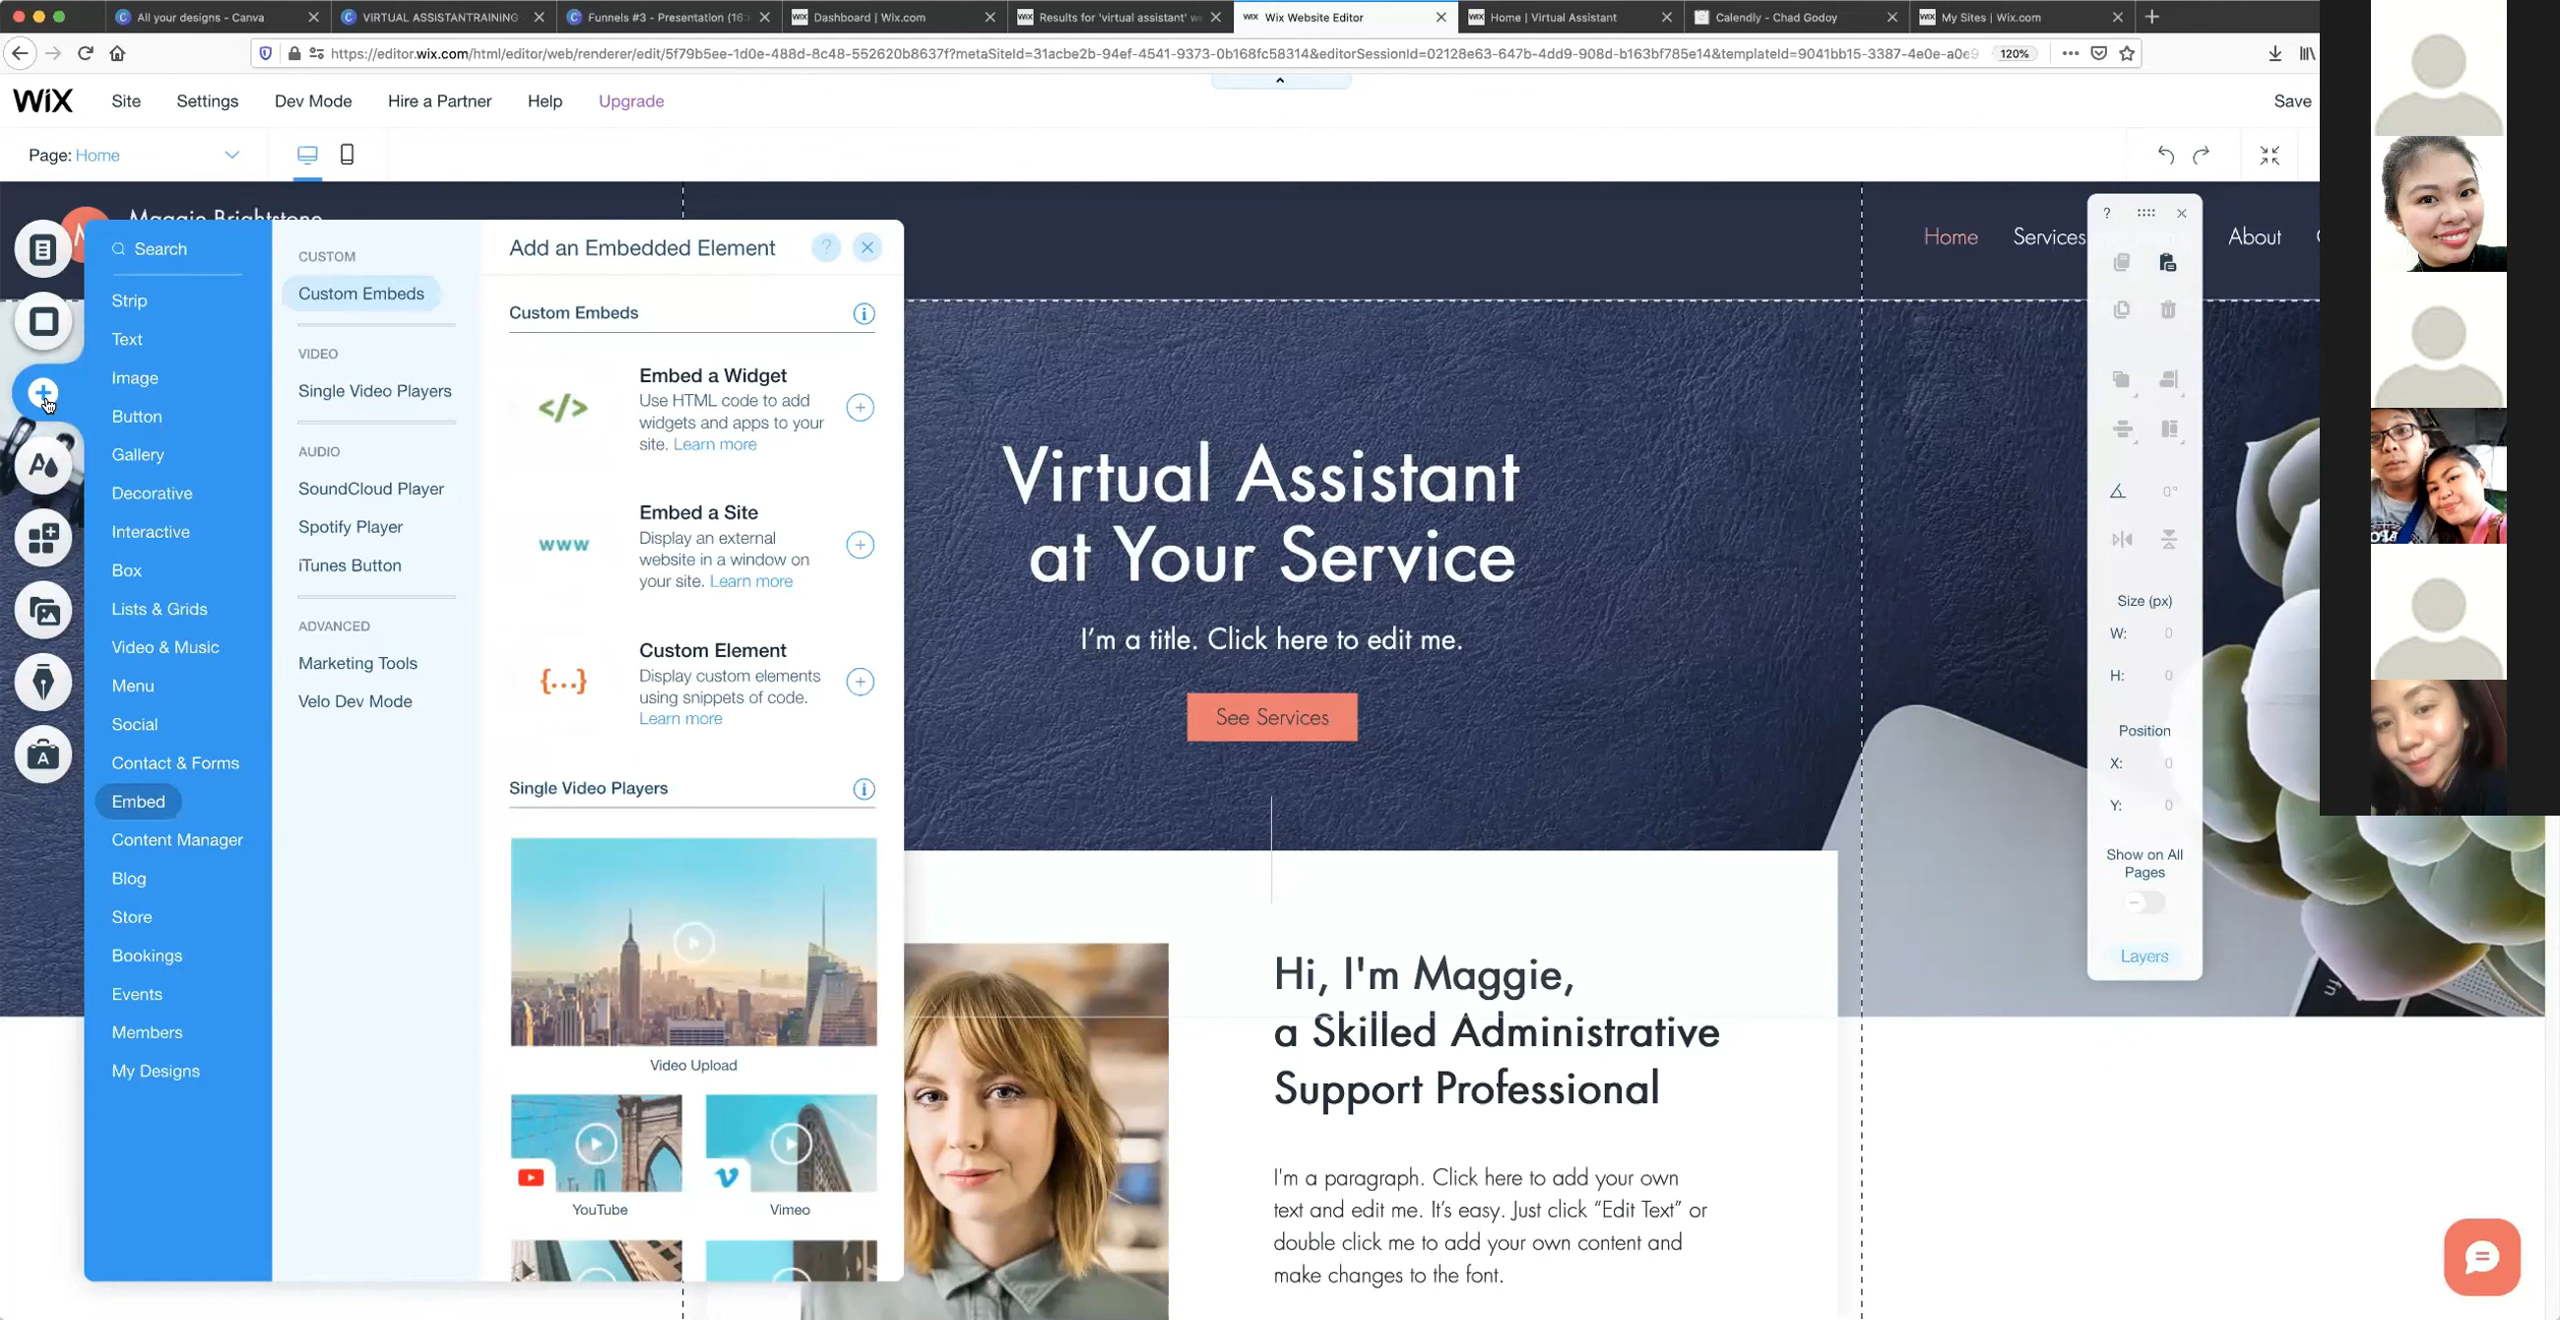 All your designs - Canva
VIRTUAL ASSISTANTRAINING
Funnels #3 - Presentation (16:
Dashboard | Wix.com
Results for 'virtual assistant' we
Wix Website Editor
Home | Virtual Assistant
Calendly - Chad Godoy
My Sites | Wix.com
https://editor.wix.com/html/editor/web/renderer/edit/5f79b5ee-1d0e-488d-8c48-552620b8637f?metaSiteId=31acbe2b-94ef-4541-9373-0b168fc58314&editorSessionId=02128e63-647b-4dd9-908d-b163bf785e14&templateId=9041bb15-3387-4e0e-a0e9
120%
WiX
Site
Settings
Dev Mode
Hire a Partner
Help
Upgrade
Save
Page: Home
Maggie Brightstone
Home
Services
About
Search
Strip
Text
Image
Button
Gallery
Decorative
Interactive
Box
Lists & Grids
Video & Music
Menu
Social
Contact & Forms
Embed
Content Manager
Blog
Store
Bookings
Events
Members
My Designs
CUSTOM
Custom Embeds
VIDEO
Single Video Players
AUDIO
SoundCloud Player
Spotify Player
iTunes Button
ADVANCED
Marketing Tools
Velo Dev Mode
Add an Embedded Element
?
Custom Embeds
Embed a Widget
Use HTML code to add
widgets and apps to your
site. Learn more
www
Embed a Site
Display an external
website in a window on
your site. Learn more
{...}
Custom Element
Display custom elements
using snippets of code.
Learn more
Single Video Players
Video Upload
YouTube
Vimeo
Virtual Assistant
at Your Service
I'm a title. Click here to edit me.
See Services
Hi, I'm Maggie,
a Skilled Administrative
Support Professional
I'm a paragraph. Click here to add your own
text and edit me. It's easy. Just click “Edit Text” or
double click me to add your own content and
make changes to the font.
?
0°
Size (px)
W: 0
H: 0
Position
X: 0
Y: 0
Show on All
Pages
Layers